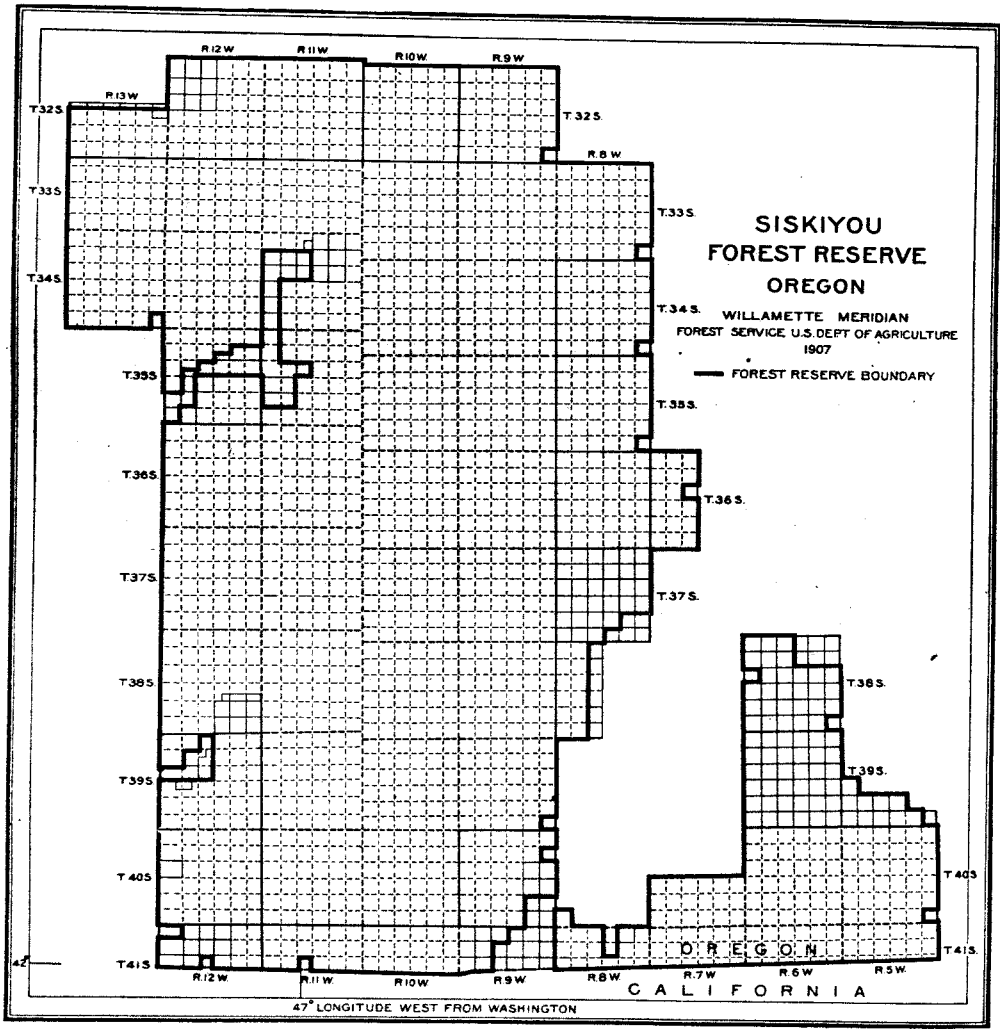 R.12W. R.11W. R.10W. R.9W.
R.13W.
T.32S.
T.32S.
R.8W.
T.33S.
T.33S.
SISKIYOU
FOREST RESERVE
OREGON
WILLAMETTE MERIDIAN
FOREST SERVICE U.S. DEPT OF AGRICULTURE
1907
FOREST RESERVE BOUNDARY
T.34S.
T.34S.
T.35S.
T.35S.
T.36S.
T.36S.
T.37S.
T.37S.
T.38S.
T.38S.
T.39S.
T.39S.
T.40S.
T.40S
OREGON
42°
T.41S
T.41S.
R.12W. R.11W. R.10W. R.9W. R.8W. R.7W. R.6W. R.5W.
CALIFORNIA
47° LONGITUDE WEST FROM WASHINGTON